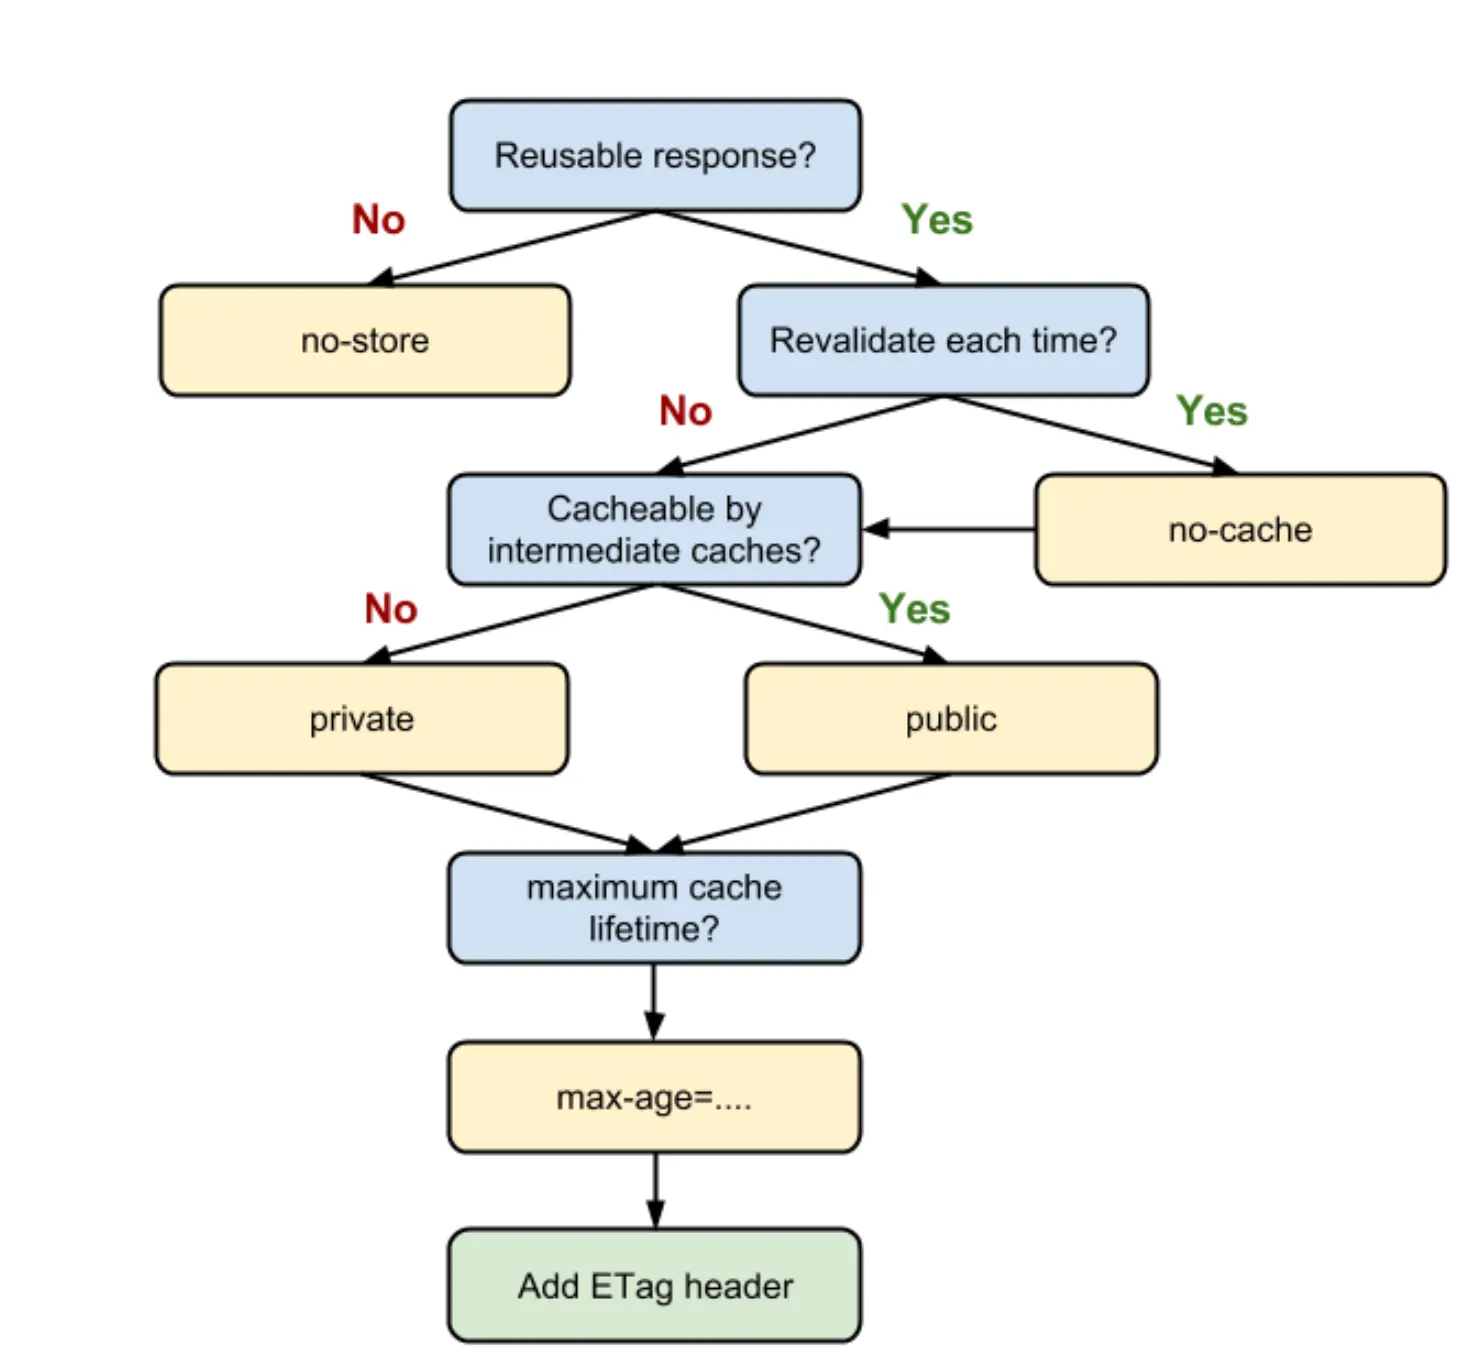 Reusable response?
No
Yes
no-store
Revalidate each time?
No
Yes
Cacheable by
intermediate caches?
no-cache
No
Yes
private
public
maximum cache
lifetime?
max-age=....
Add ETag header